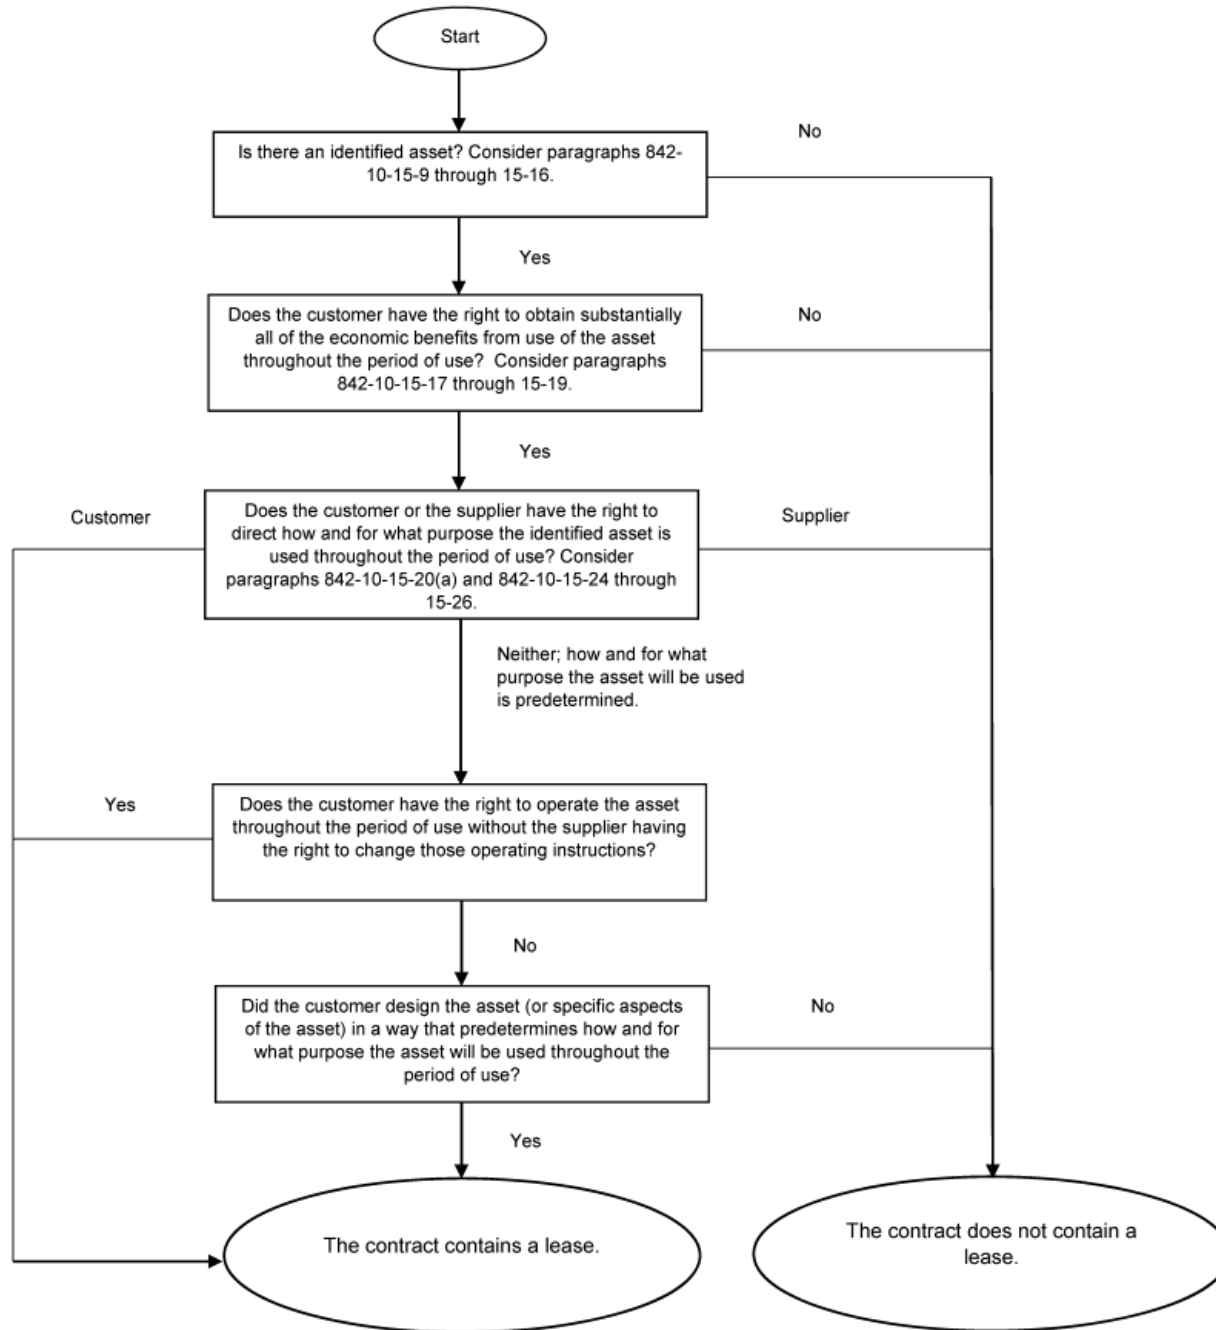 Start
No
Is there an identified asset? Consider paragraphs 842-
10-15-9 through 15-16.
Yes
Does the customer have the right to obtain substantially
all of the economic benefits from use of the asset
throughout the period of use?  Consider paragraphs
842-10-15-17 through 15-19.
No
Yes
Customer
Does the customer or the supplier have the right to
direct how and for what purpose the identified asset is
used throughout the period of use? Consider
paragraphs 842-10-15-20(a) and 842-10-15-24 through
15-26.
Supplier
Neither; how and for what
purpose the asset will be used
is predetermined.
Yes
Does the customer have the right to operate the asset
throughout the period of use without the supplier having
the right to change those operating instructions?
No
Did the customer design the asset (or specific aspects
of the asset) in a way that predetermines how and for
what purpose the asset will be used throughout the
period of use?
No
Yes
The contract contains a lease.
The contract does not contain a
lease.